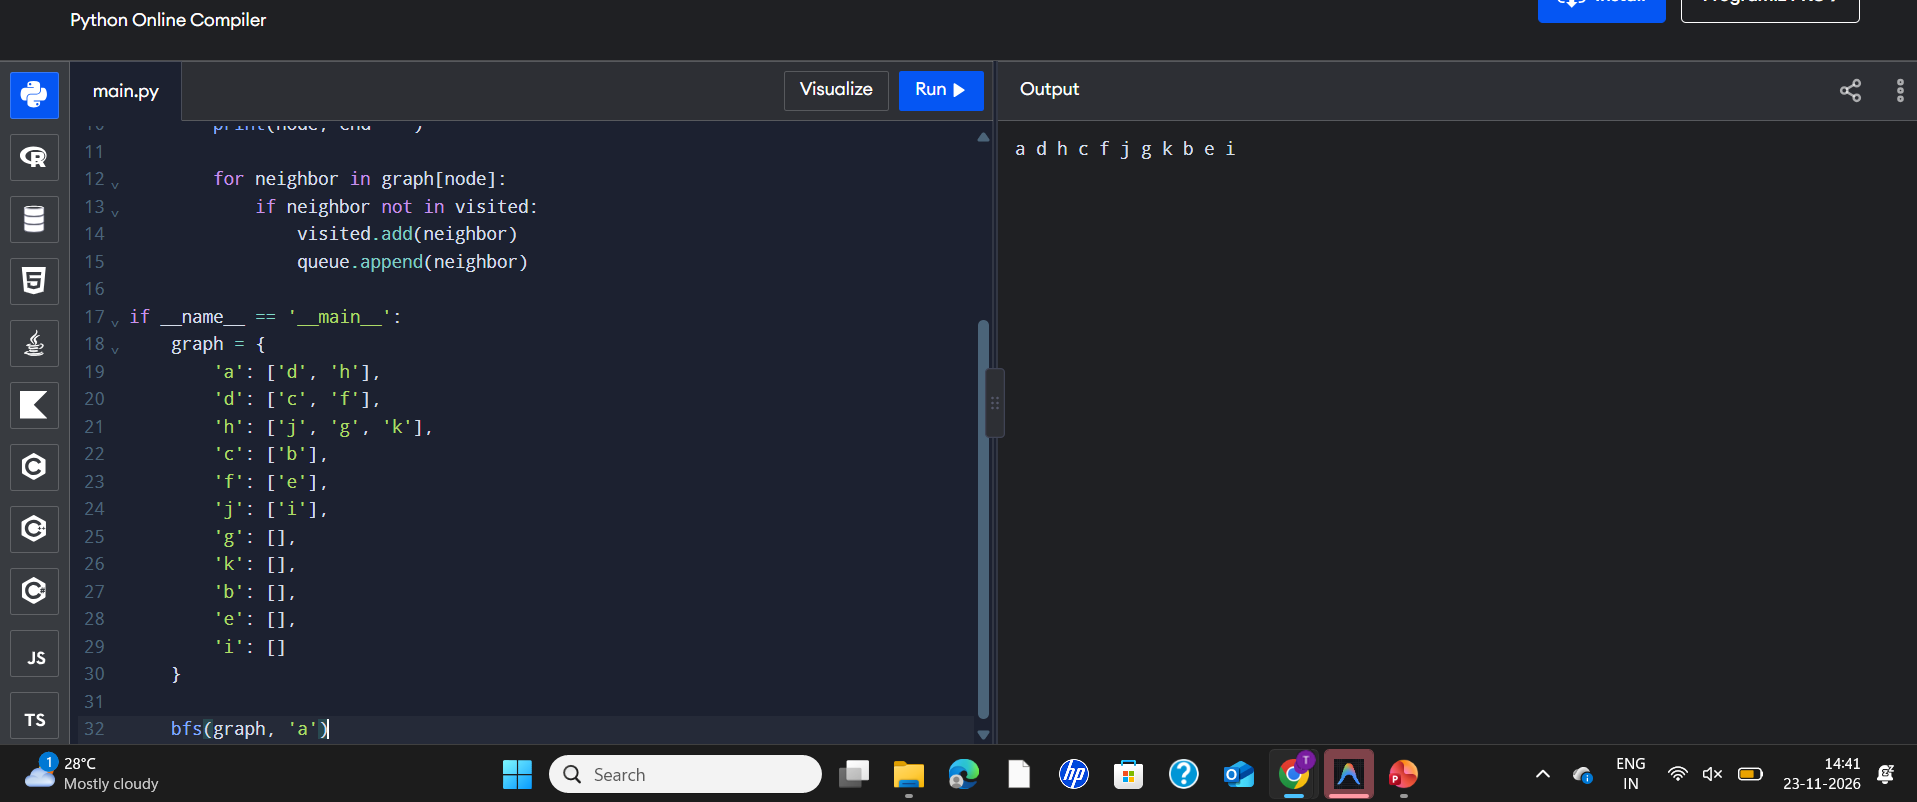 Python Online Compiler
main.py
Visualize
Run
Output
11
12 for neighbor in graph[node]:
13 if neighbor not in visited:
14 visited.add(neighbor)
15 queue.append(neighbor)
16
17 if __name__ == '__main__':
18 graph = {
19 'a': ['d', 'h'],
20 'd': ['c', 'f'],
21 'h': ['j', 'g', 'k'],
22 'c': ['b'],
23 'f': ['e'],
24 'j': ['i'],
25 'g': [],
26 'k': [],
27 'b': [],
28 'e': [],
29 'i': []
30 }
31
32 bfs(graph, 'a')
a d h c f j g k b e i
JS
TS
1
28°C
Mostly cloudy
Search
hp
T
P
ENG
IN
14:41
23-11-2026